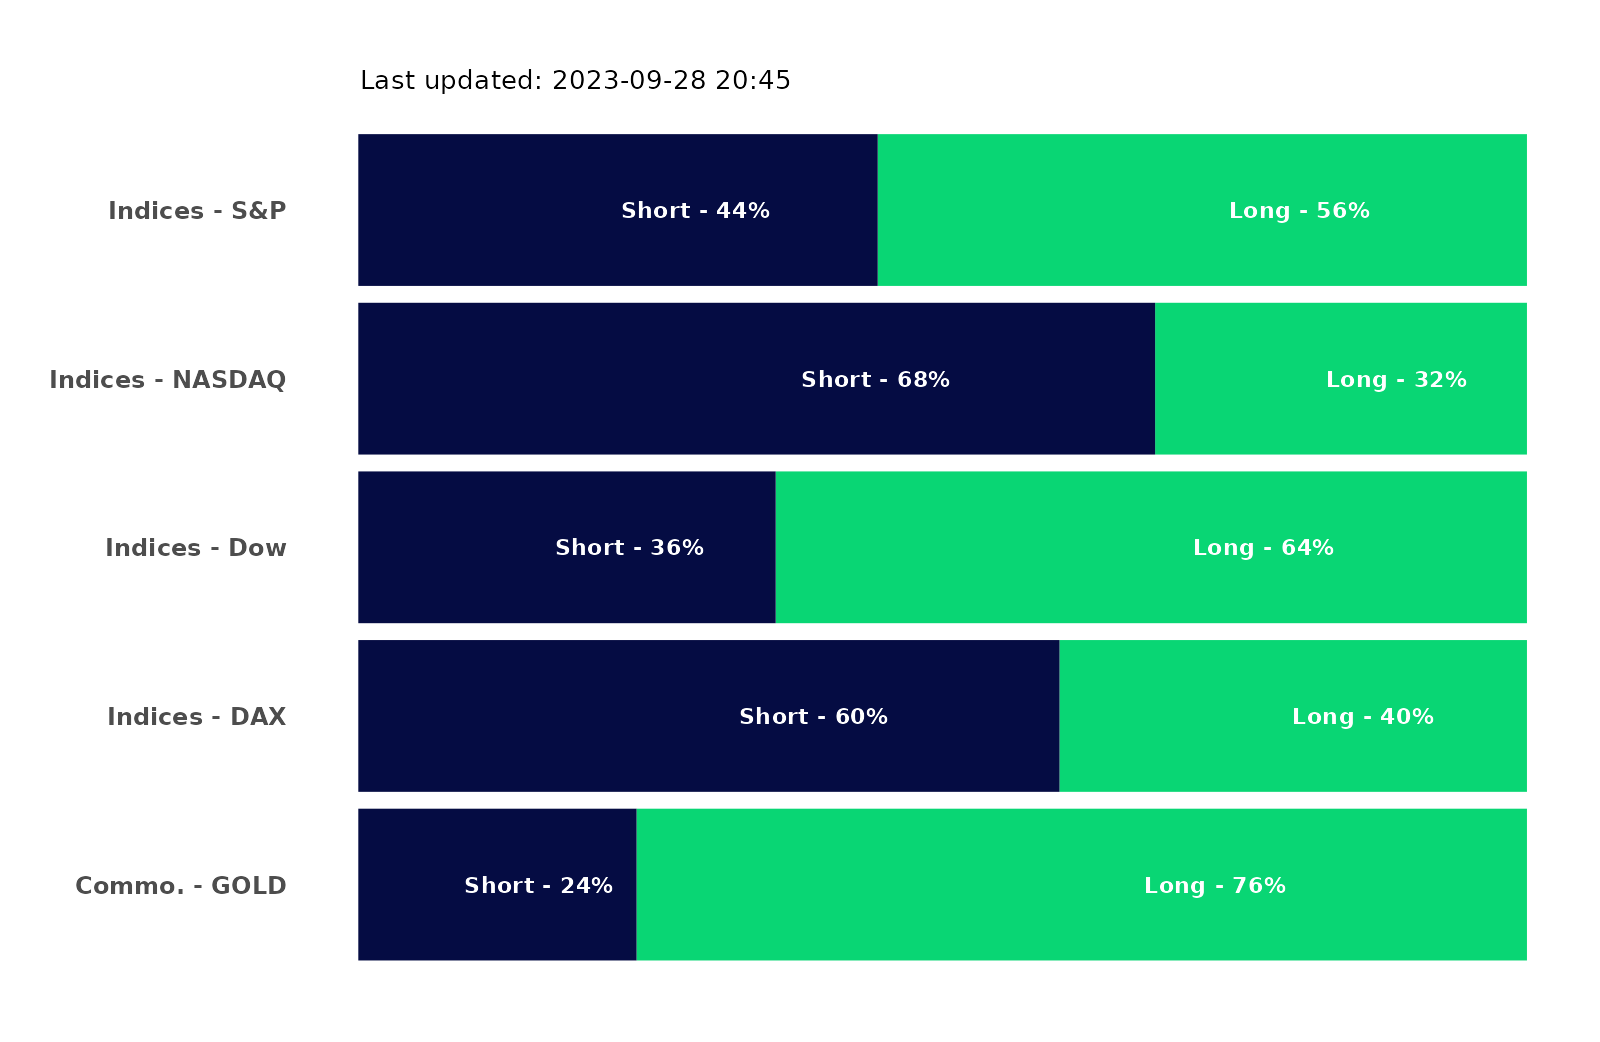 Last updated: 2023-09-28 20:45
Indices - S&P Short - 44% Long - 56%
Indices - NASDAQ Short - 68% Long - 32%
Indices - Dow Short - 36% Long - 64%
Indices - DAX Short - 60% Long - 40%
Commo. - GOLD Short - 24% Long - 76%